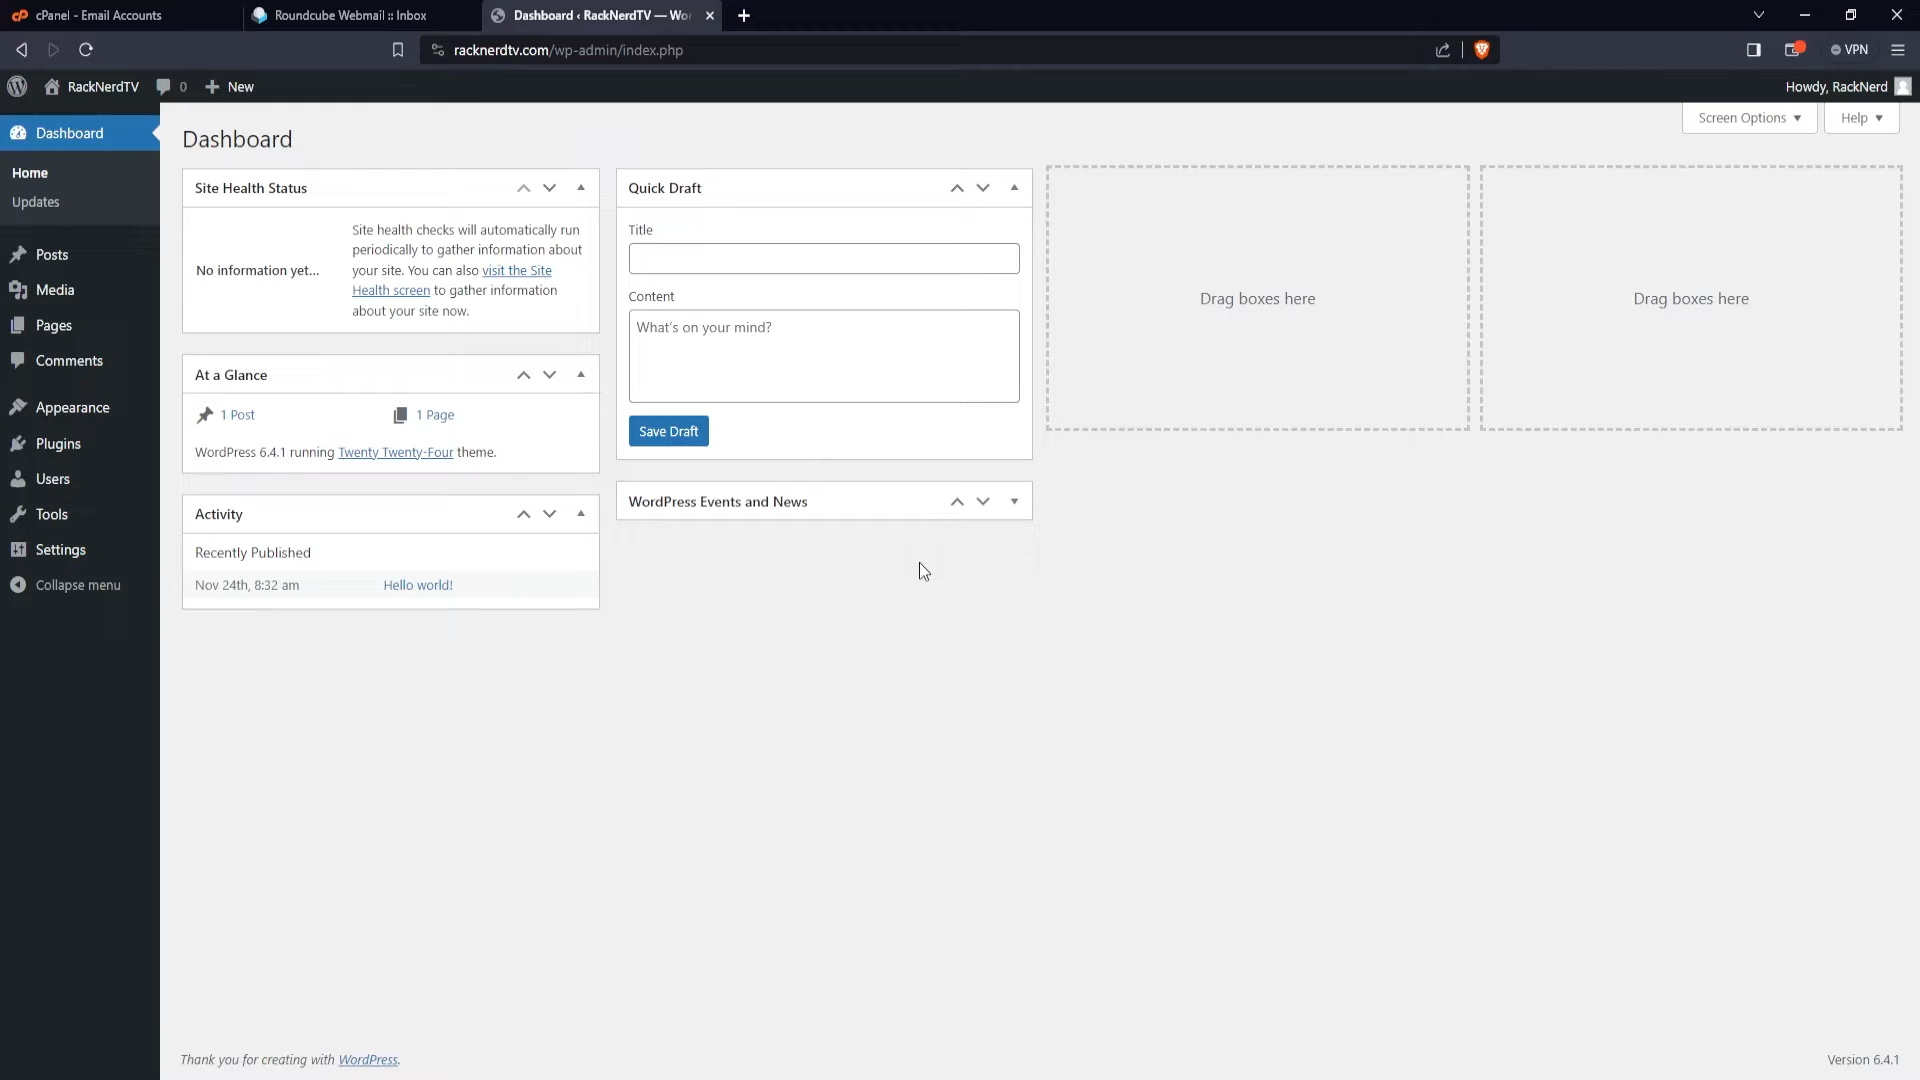 cPanel - Email Accounts
Roundcube Webmail :: Inbox
Dashboard ‹ RackNerdTV — Wo
racknerdtv.com/wp-admin/index.php
VPN
RackNerdTV
0
New
Howdy, RackNerd
Dashboard
Home
Updates
Posts
Media
Pages
Comments
Appearance
Plugins
Users
Tools
Settings
Collapse menu
Dashboard
Screen Options
Help
Site Health Status
No information yet...
Site health checks will automatically run
periodically to gather information about
your site. You can also visit the Site
Health screen to gather information
about your site now.
At a Glance
1 Post
1 Page
WordPress 6.4.1 running Twenty Twenty-Four theme.
Activity
Recently Published
Nov 24th, 8:32 am
Hello world!
Quick Draft
Title
Content
What's on your mind?
Save Draft
WordPress Events and News
Drag boxes here
Drag boxes here
Thank you for creating with WordPress.
Version 6.4.1